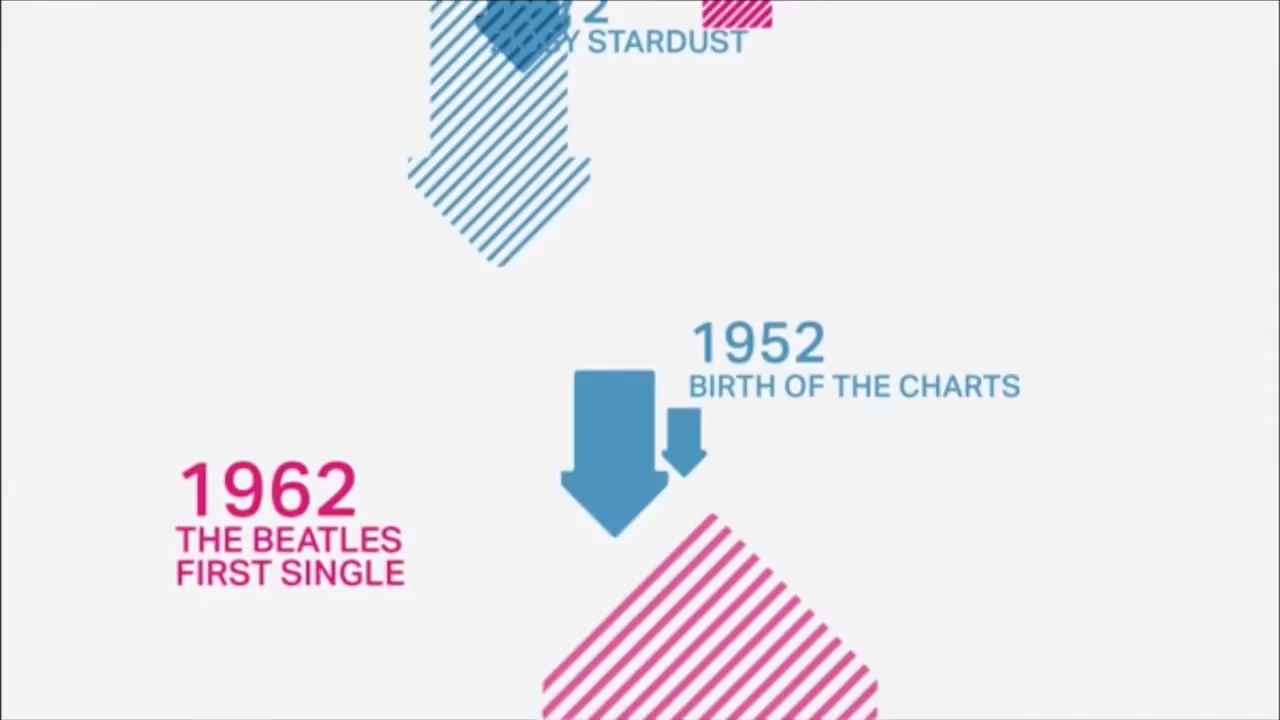 STARDUST
1952
BIRTH OF THE CHARTS
1962
THE BEATLES
FIRST SINGLE